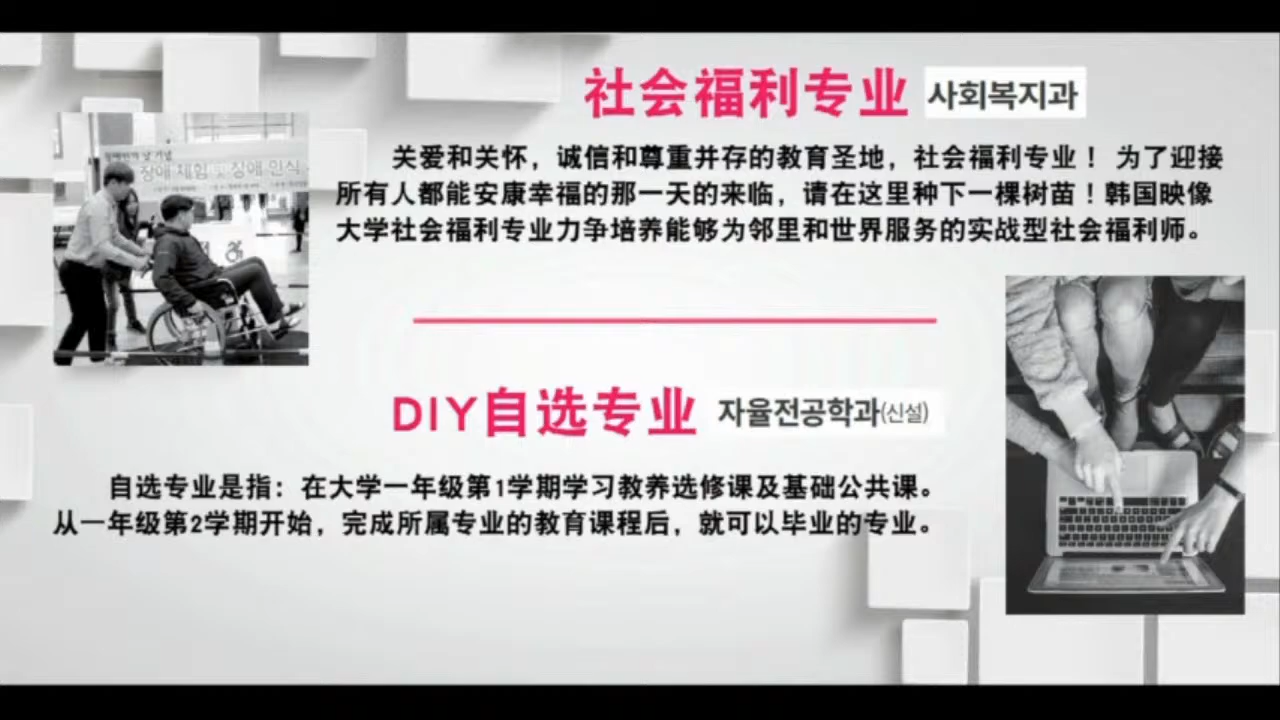 社会福利专业 사회복지과
关爱和关怀，诚信和尊重并存的教育圣地，社会福利专业！为了迎接
所有人都能安康幸福的那一天的来临，请在这里种下一棵树苗！韩国映像
大学社会福利专业力争培养能够为邻里和世界服务的实战型社会福利师。
장애 체험 및 장애 인식
DIY自选专业 자율전공학과(신설)
自选专业是指：在大学一年级第1学期学习教养选修课及基础公共课。
从一年级第2学期开始，完成所属专业的教育课程后，就可以毕业的专业。